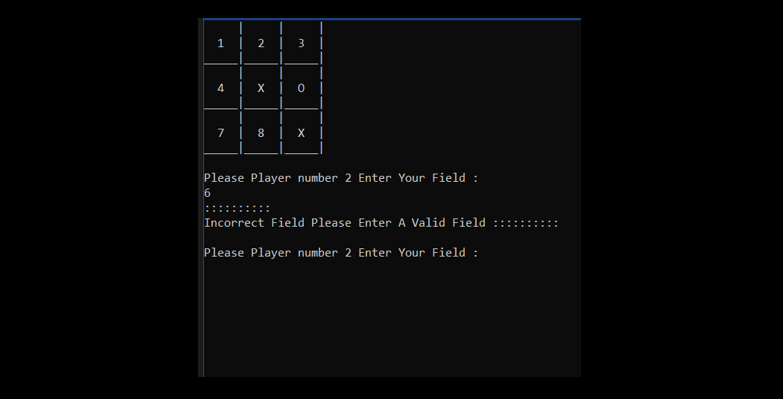 1 | 2 | 3 |
4 | X | O |
7 | 8 | X |
Please Player number 2 Enter Your Field :
6
::::::::::
Incorrect Field Please Enter A Valid Field ::::::::::
Please Player number 2 Enter Your Field :